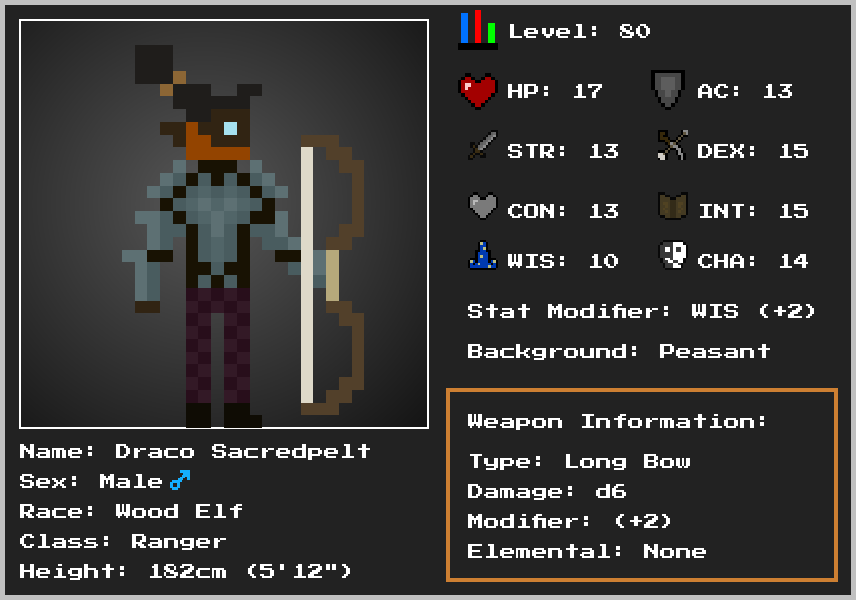 Level: 80
HP: 17
AC: 13
STR: 13
DEX: 15
CON: 13
INT: 15
WIS: 10
CHA: 14
Stat Modifier: WIS (+2)
Background: Peasant
Weapon Information:
Type: Long Bow
Damage: d6
Modifier: (+2)
Elemental: None
Name: Draco Sacredpelt
Sex: Male♂
Race: Wood Elf
Class: Ranger
Height: 182cm (5'12")